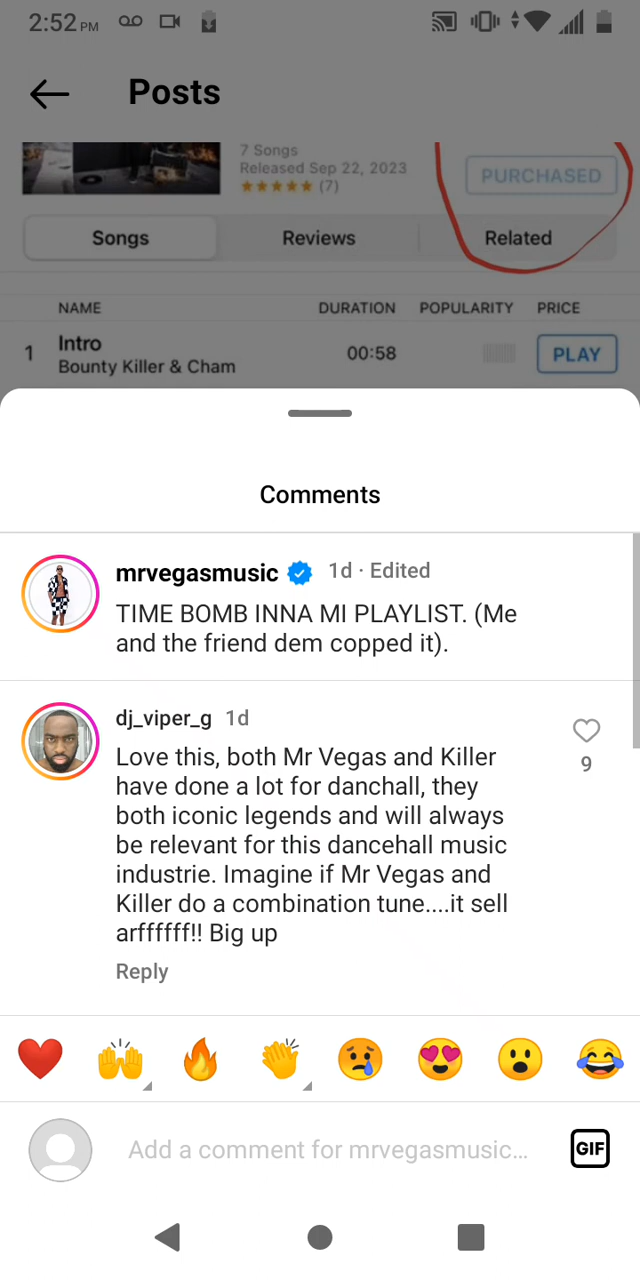 2:52 PM
Posts
7 Songs
Released Sep 22, 2023
★★★★★ (7)
PURCHASED
Songs Reviews Related
NAME DURATION POPULARITY PRICE
1 Intro 00:58 PLAY
Bounty Killer & Cham
Comments
mrvegasmusic 1d · Edited
TIME BOMB INNA MI PLAYLIST. (Me
and the friend dem copped it).
dj_viper_g 1d
Love this, both Mr Vegas and Killer
have done a lot for danchall, they
both iconic legends and will always
be relevant for this dancehall music
industrie. Imagine if Mr Vegas and
Killer do a combination tune....it sell
arffffff!! Big up
9
Reply
Add a comment for mrvegasmusic...
GIF